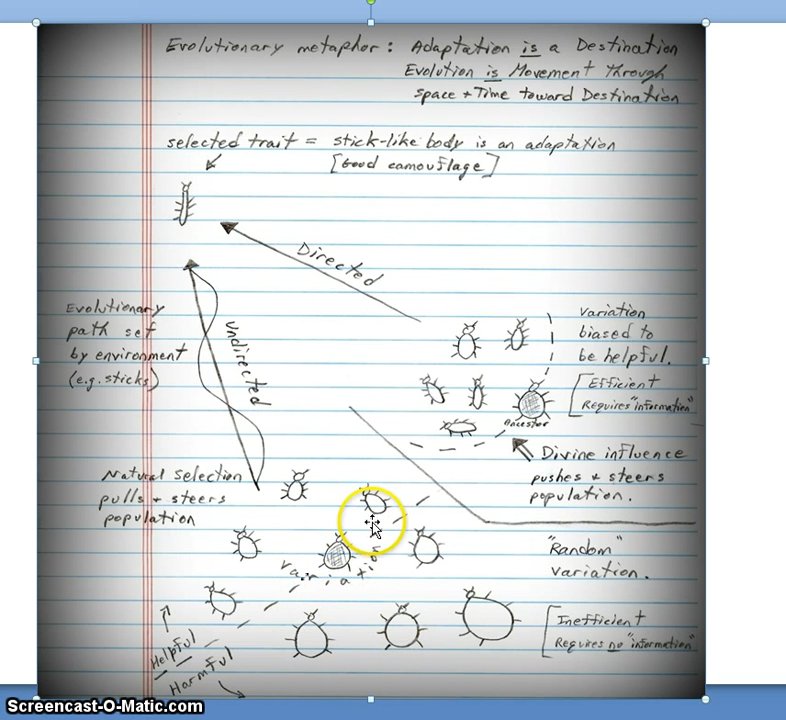 Evolutionary metaphor: Adaptation is a Destination
Evolution is Movement through
space + Time toward Destination
selected trait = stick-like body is an adaptation
[Good camouflage]
Directed
Evolutionary
path set
by environment
(e.g. sticks)
Undirected
Variation
biased to
be helpful.
[Efficient
Requires "information"
Ancestor
Divine influence
pushes & steers
population.
Natural selection
pulls & steers
population
variation
"Random"
variation.
[Inefficient
Requires no "information"
Helpful
Harmful
Screencast-O-Matic.com